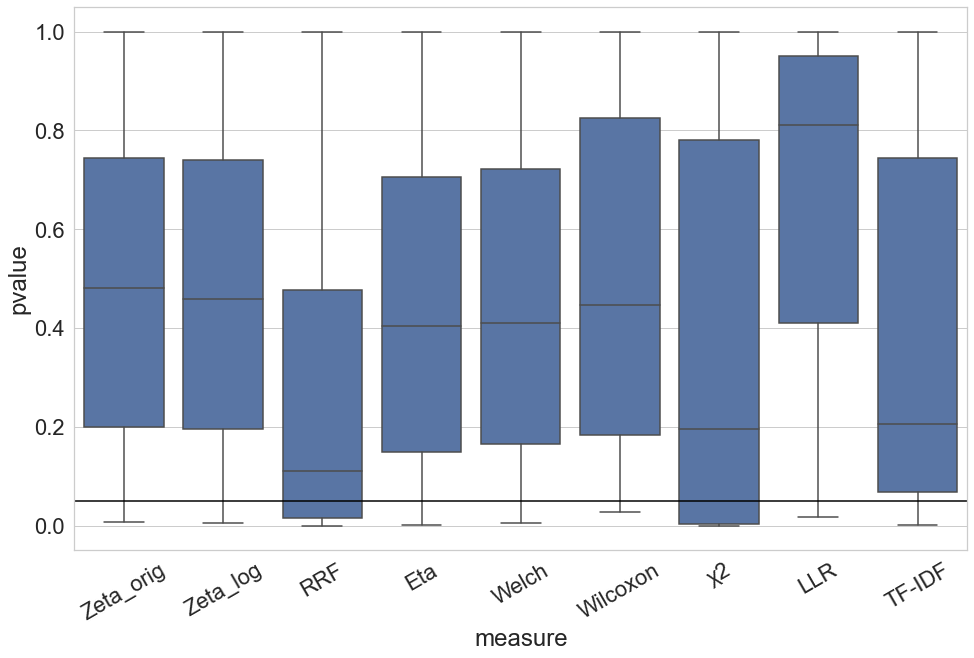 1.0
0.8
0.6
0.4
0.2
0.0
pvalue
Zeta_orig
Zeta_log
RRF
Eta
Welch
Wilcoxon
χ2
LLR
TF-IDF
measure